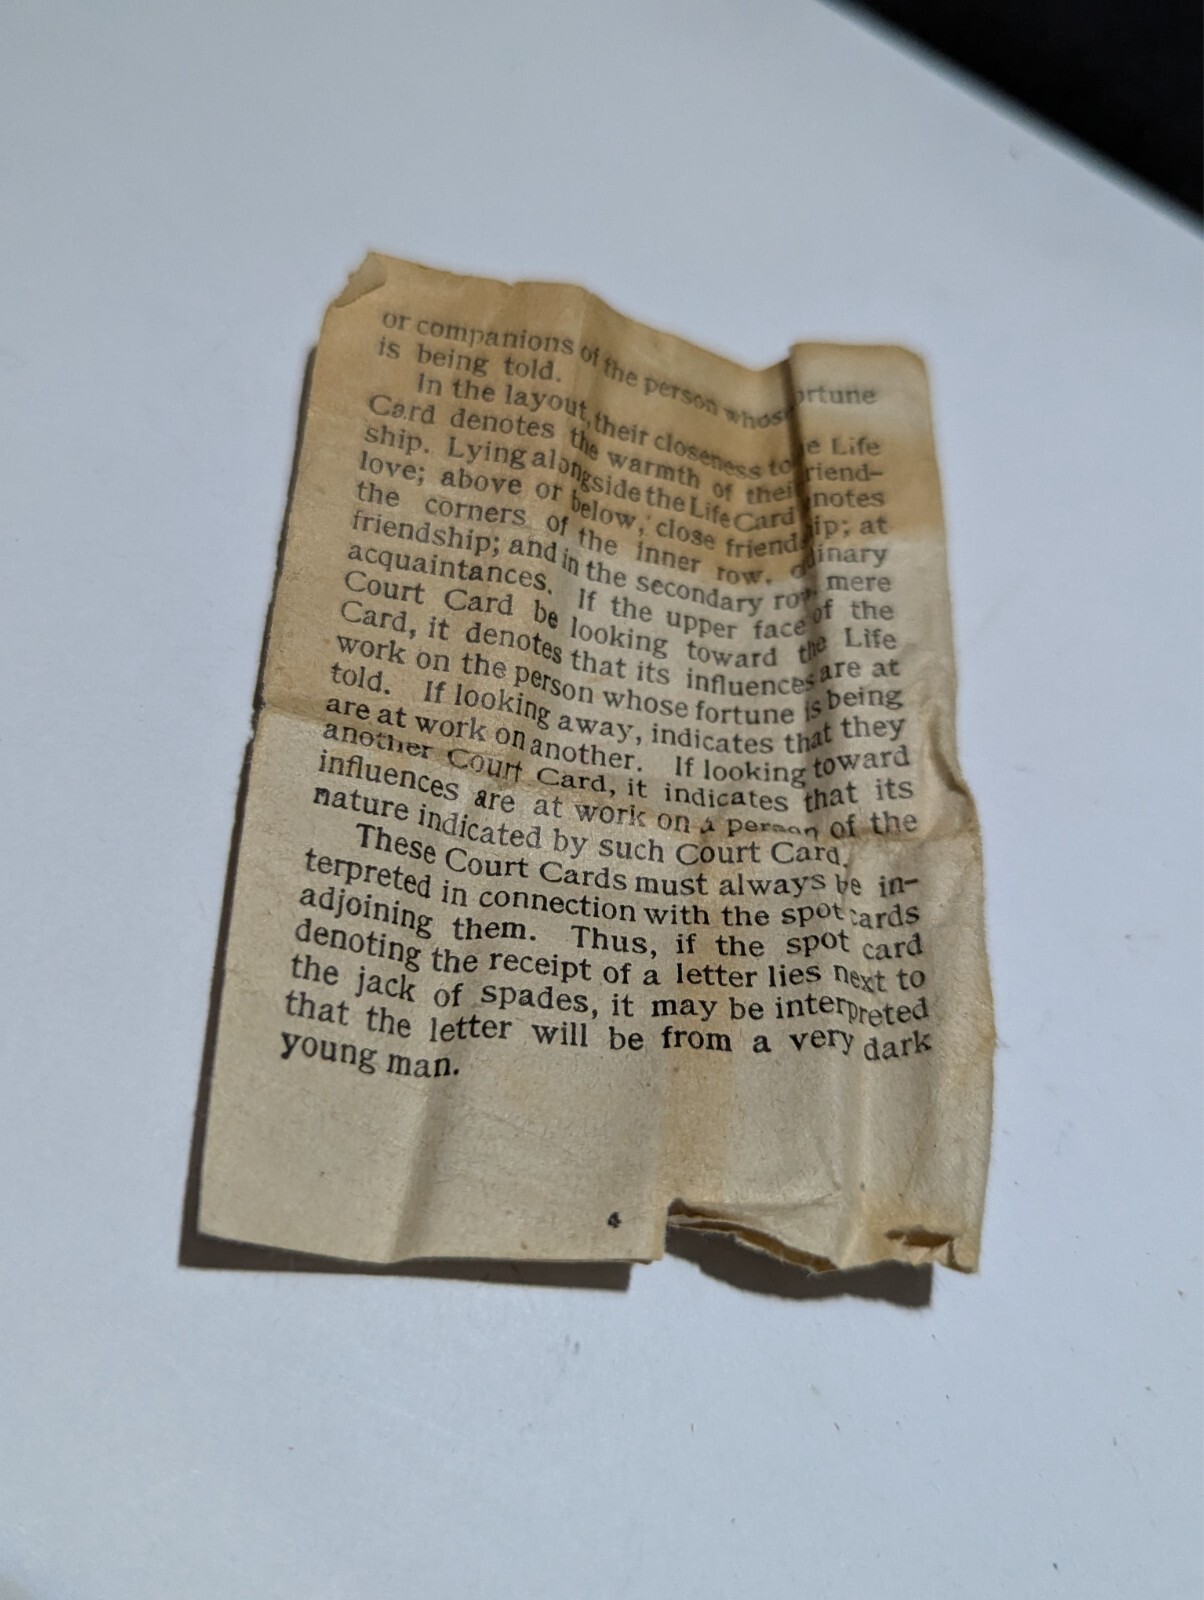 or companions of the person whose ortune
is being told.
In the layout, their closeness to e Life
Card denotes the warmth of thei riend-
ship. Lying alongside the Life Card notes
love; above or below, close friend ip; at
the corners of the inner row, o inary
friendship; and in the secondary row mere
acquaintances. If the upper face of the
Court Card be looking toward the Life
Card, it denotes that its influences are at
work on the person whose fortune is being
told. If looking away, indicates that they
are at work on another. If looking toward
another Court Card, it indicates that its
influences are at work on a person of the
nature indicated by such Court Card.
These Court Cards must always be in-
terpreted in connection with the spot cards
adjoining them. Thus, if the spot card
denoting the receipt of a letter lies next to
the jack of spades, it may be interpreted
that the letter will be from a very dark
young man.
4